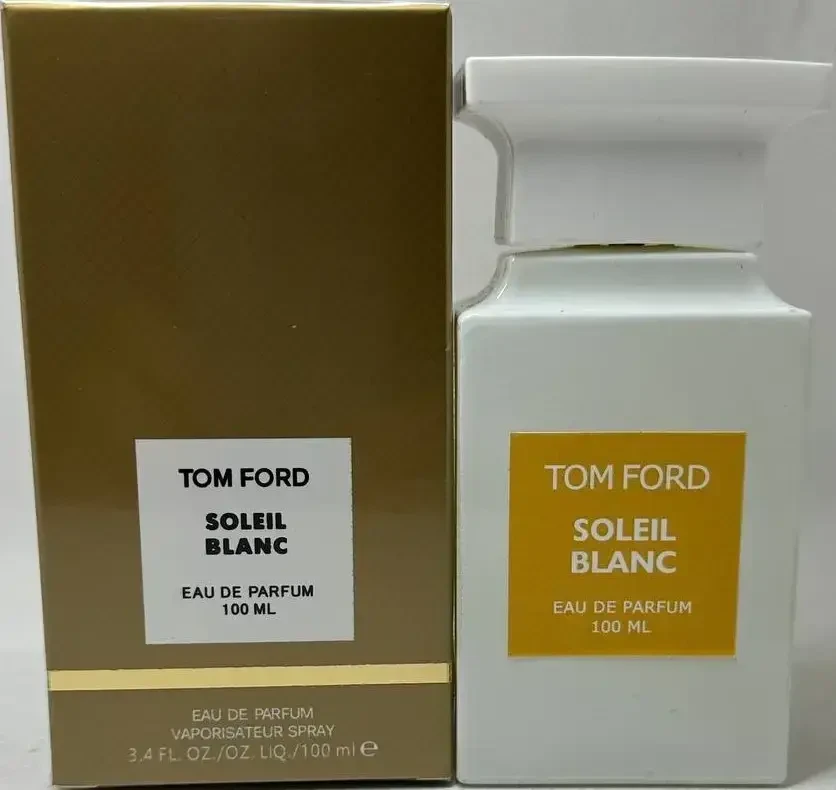 TOM FORD
SOLEIL
BLANC
EAU DE PARFUM
100 ML
EAU DE PARFUM
VAPORISATEUR SPRAY
3.4 FL. OZ./OZ. LIQ./100 ml e
TOM FORD
SOLEIL
BLANC
EAU DE PARFUM
100 ML